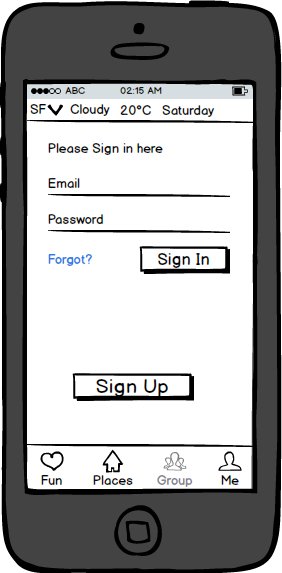 ABC 02:15 AM
SF Cloudy 20°C Saturday
Please Sign in here
Email
Password
Forgot? Sign In
Sign Up
Fun Places Group Me